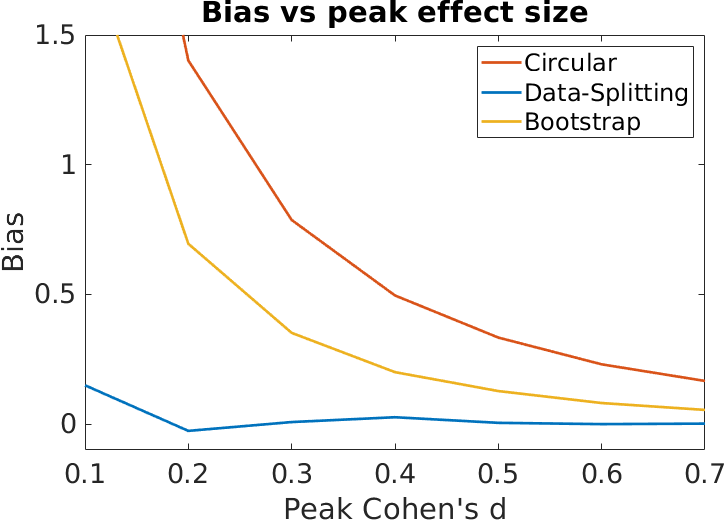 Bias vs peak effect size
1.5
1
0.5
0
Bias
Circular
Data-Splitting
Bootstrap
0.1 0.2 0.3 0.4 0.5 0.6 0.7
Peak Cohen's d